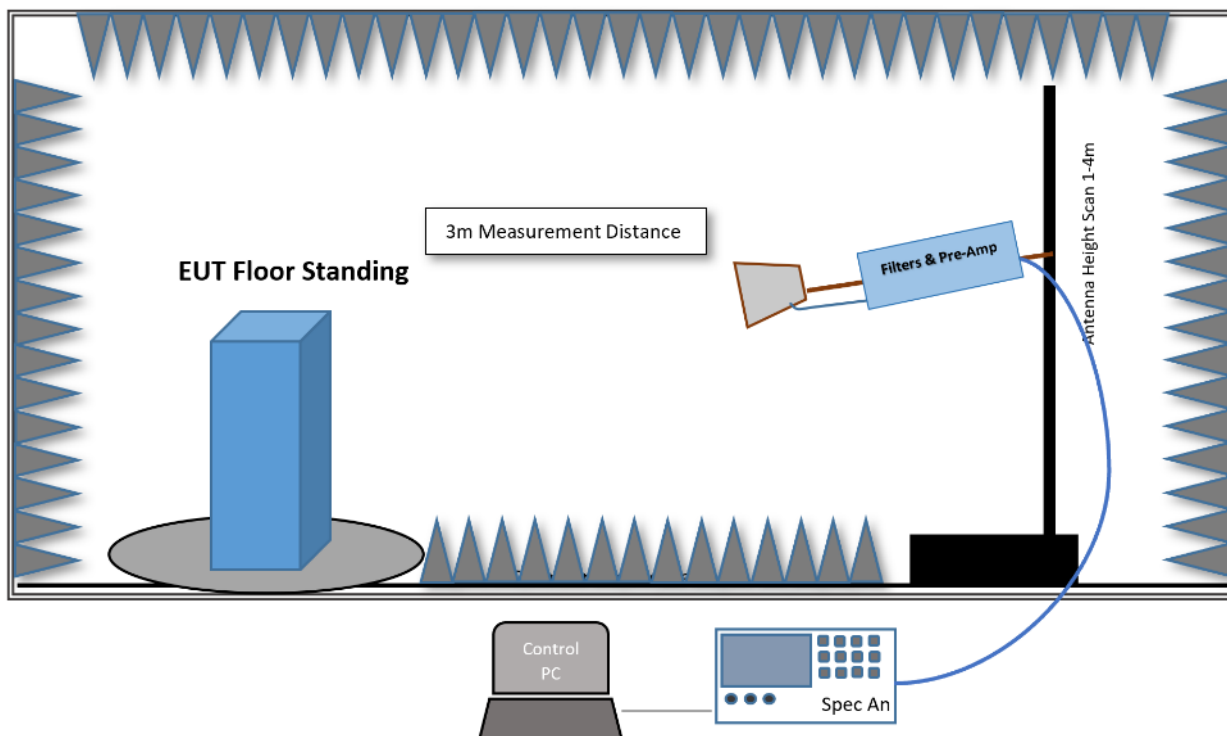 3m Measurement Distance
EUT Floor Standing
Filters & Pre-Amp
Antenna Height Scan 1-4m
Control
PC
Spec An